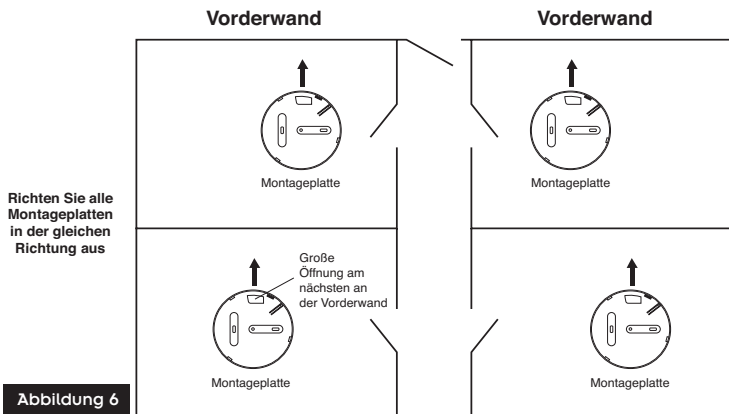 Vorderwand
Vorderwand
Montageplatte
Montageplatte
Richten Sie alle
Montageplatten
in der gleichen
Richtung aus
Große
Öffnung am
nächsten an
der Vorderwand
Montageplatte
Montageplatte
Abbildung 6